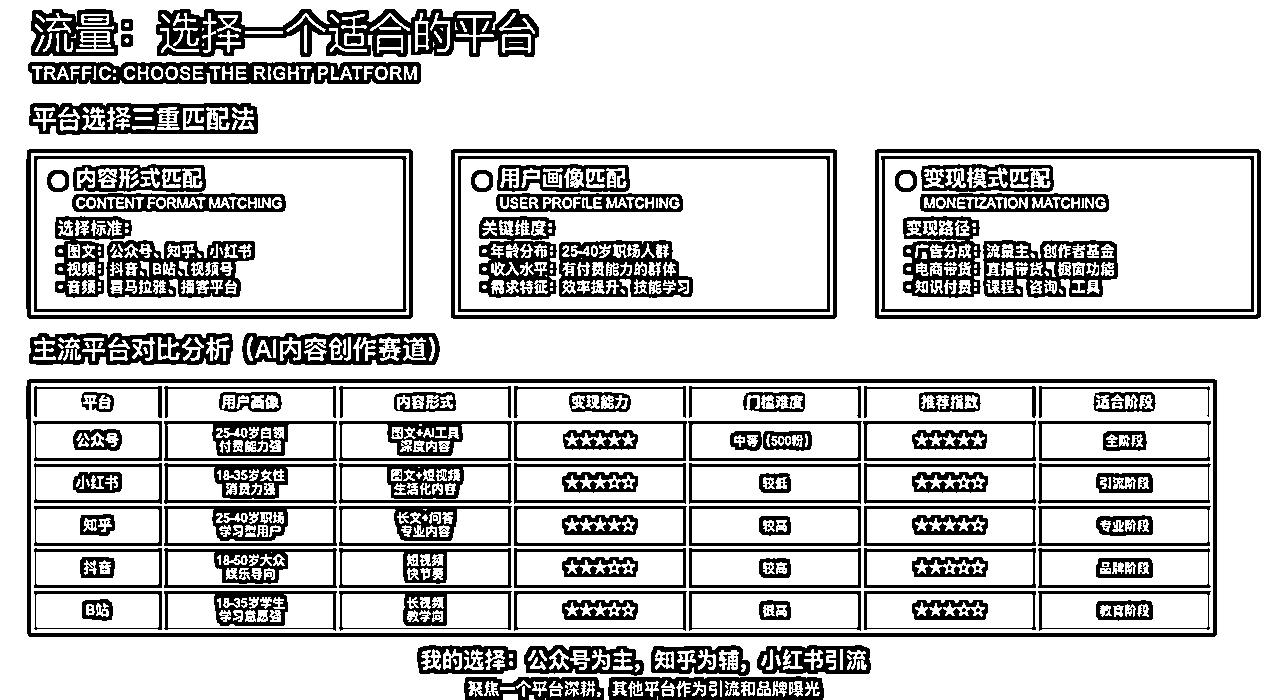 流量：选择一个适合的平台
TRAFFIC: CHOOSE THE RIGHT PLATFORM
平台选择三重匹配法
内容形式匹配
CONTENT FORMAT MATCHING
选择标准：
图文：公众号、知乎、小红书
视频：抖音、B站、视频号
音频：喜马拉雅、播客平台
用户画像匹配
USER PROFILE MATCHING
关键维度：
年龄分布：25-40岁职场人群
收入水平：有付费能力的群体
需求特征：效率提升、技能学习
变现模式匹配
MONETIZATION MATCHING
变现路径：
广告分成：流量主、创作者基金
电商带货：直播带货、橱窗功能
知识付费：课程、咨询、工具
主流平台对比分析（AI内容创作赛道）
平台 用户画像 内容形式 变现能力 门槛难度 推荐指数 适合阶段
公众号 25-40岁白领 付费能力强 图文+AI工具 深度内容 ★★★★★ 中等（500粉） ★★★★★ 全阶段
小红书 18-35岁女性 消费力强 图文+短视频 生活化内容 ★★★☆☆ 较低 ★★★★☆ 引流阶段
知乎 25-40岁职场 学习型用户 长文+问答 专业内容 ★★★★☆ 较高 ★★★★☆ 专业阶段
抖音 18-50岁大众 娱乐导向 短视频 快节奏 ★★★☆☆ 较高 ★★★☆☆ 品牌阶段
B站 18-35岁学生 学习意愿强 长视频 教学向 ★★★☆☆ 很高 ★★★☆☆ 教育阶段
我的选择：公众号为主，知乎为辅，小红书引流
聚焦一个平台深耕，其他平台作为引流和品牌曝光